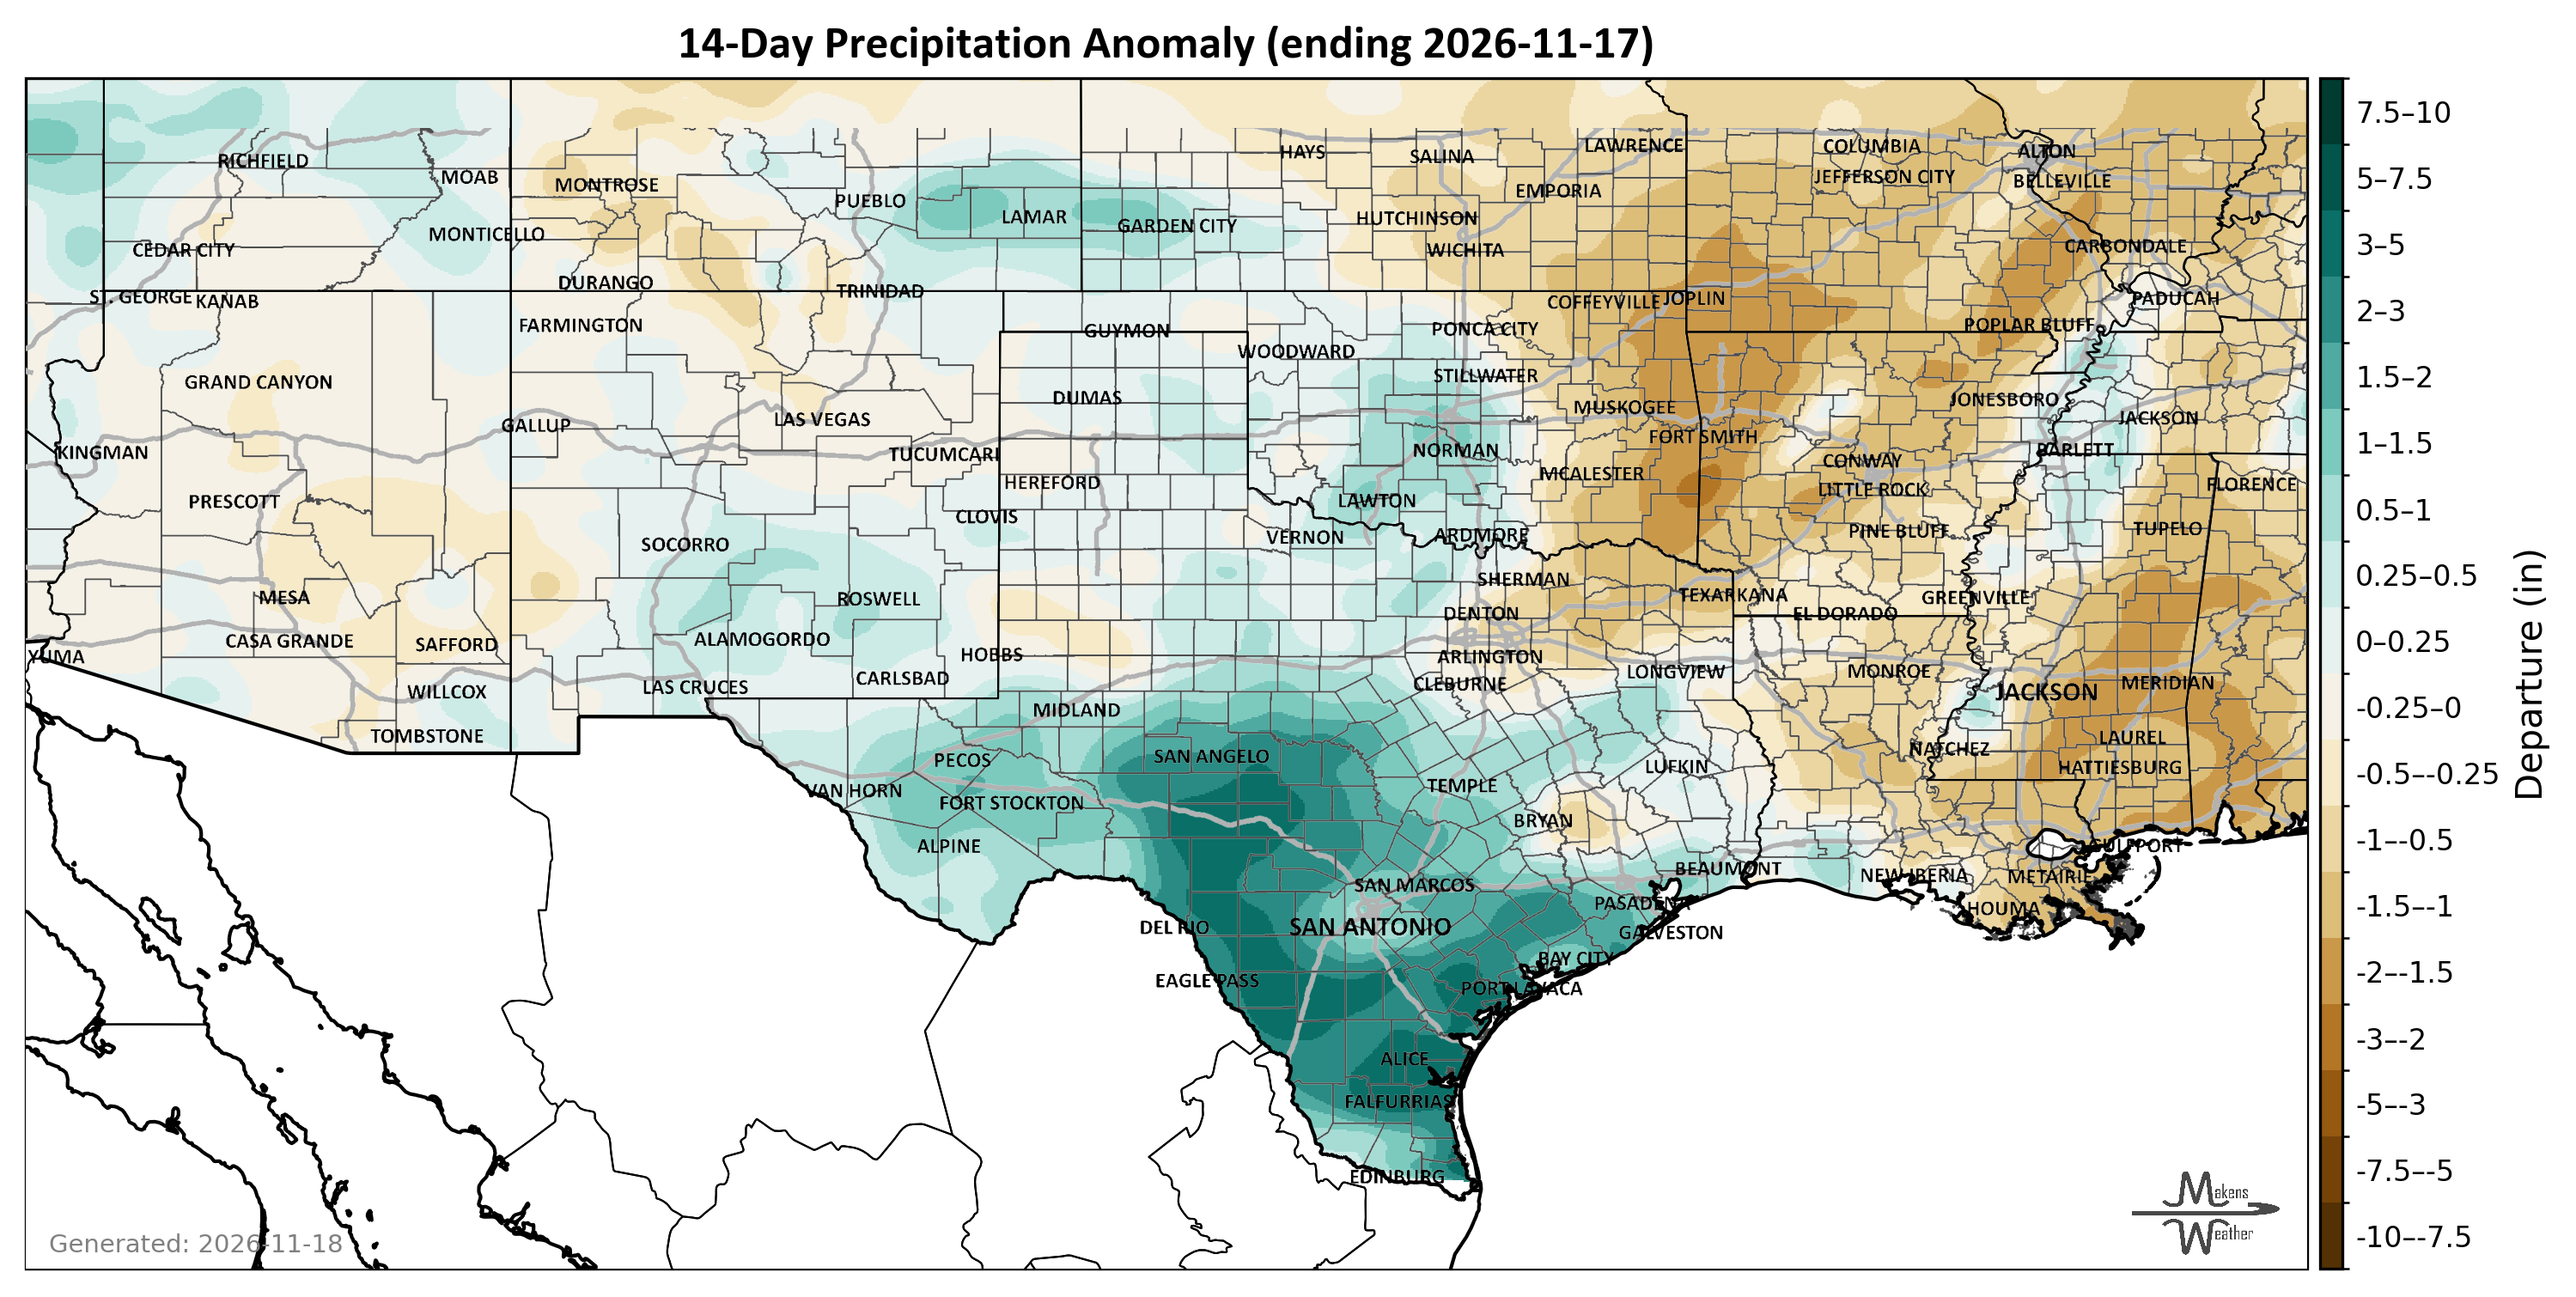 14-Day Precipitation Anomaly (ending 2026-11-17)
RICHFIELD
MOAB
MONTROSE
PUEBLO
LAMAR
HAYS
SALINA
LAWRENCE
COLUMBIA
ALTON
JEFFERSON CITY
BELLEVILLE
EMPORIA
GARDEN CITY
HUTCHINSON
MONTICELLO
CEDAR CITY
WICHITA
CARBONDALE
DURANGO
TRINIDAD
ST. GEORGE
KANAB
COFFEYVILLE
JOPLIN
PADUCAH
FARMINGTON
GUYMON
PONCA CITY
POPLAR BLUFF
WOODWARD
GRAND CANYON
STILLWATER
DUMAS
MUSKOGEE
JONESBORO
LAS VEGAS
JACKSON
GALLUP
FORT SMITH
KINGMAN
TUCUMCARI
NORMAN
BARLETT
CONWAY
MCALESTER
HEREFORD
LITTLE ROCK
FLORENCE
PRESCOTT
LAWTON
CLOVIS
PINE BLUFF
TUPELO
SOCORRO
VERNON
ARDMORE
SHERMAN
MESA
ROSWELL
TEXARKANA
GREENVILLE
DENTON
EL DORADO
CASA GRANDE
SAFFORD
ALAMOGORDO
YUMA
HOBBS
ARLINGTON
LONGVIEW
MONROE
CARLSBAD
CLEBURNE
MERIDIAN
WILLCOX
LAS CRUCES
JACKSON
MIDLAND
TOMBSTONE
LAUREL
NATCHEZ
PECOS
SAN ANGELO
LUFKIN
HATTIESBURG
VAN HORN
FORT STOCKTON
TEMPLE
BRYAN
ALPINE
GULFPORT
BEAUMONT
NEW IBERIA
METAIRIE
SAN MARCOS
PASADENA
HOUMA
DEL RIO
SAN ANTONIO
GALVESTON
BAY CITY
EAGLE PASS
PORT LAVACA
ALICE
FALFURRIAS
EDINBURG
Generated: 2026-11-18
Makens
Weather
7.5–10
5–7.5
3–5
2–3
1.5–2
1–1.5
0.5–1
0.25–0.5
0–0.25
-0.25–0
-0.5–-0.25
-1–-0.5
-1.5–-1
-2–-1.5
-3–-2
-5–-3
-7.5–-5
-10–-7.5
Departure (in)